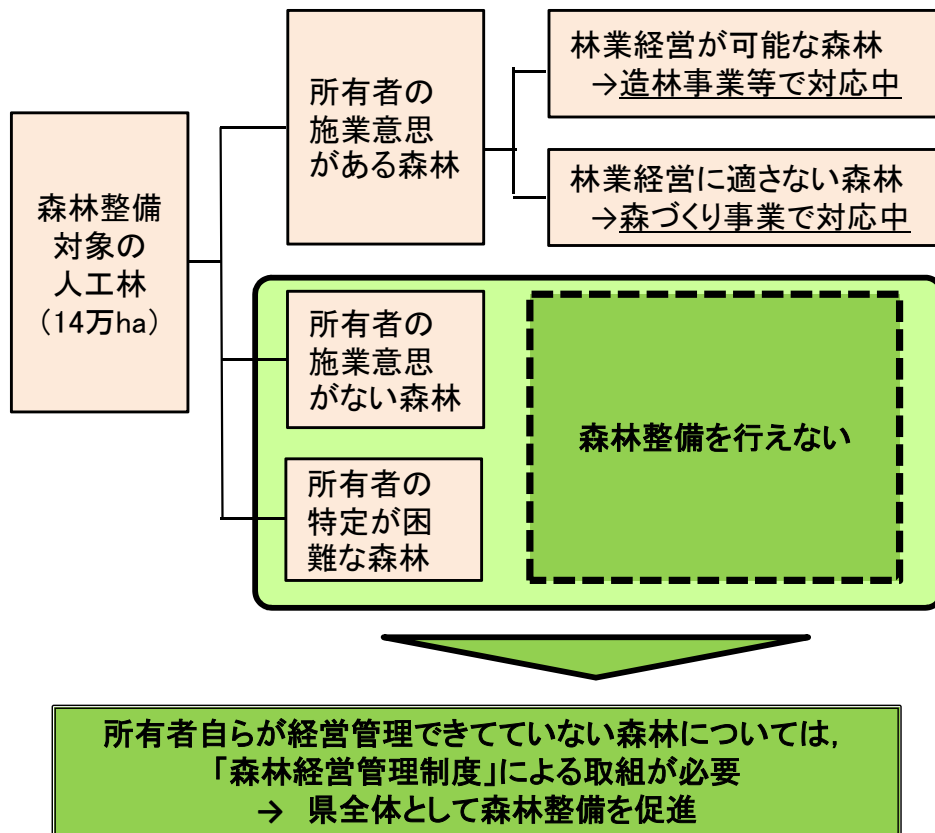 森林整備
対象の
人工林
(14万ha)
所有者の
施業意思
がある森林
林業経営が可能な森林
→造林事業等で対応中
林業経営に適さない森林
→森づくり事業で対応中
所有者の
施業意思
がない森林
所有者の
特定が困
難な森林
森林整備を行えない
所有者自らが経営管理できてていない森林については,
「森林経営管理制度」による取組が必要
→ 県全体として森林整備を促進